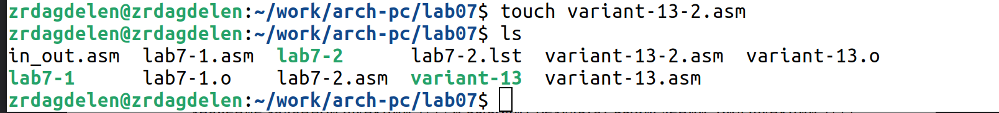 zrdagdelen@zrdagdelen:~/work/arch-pc/lab07$ touch variant-13-2.asm
zrdagdelen@zrdagdelen:~/work/arch-pc/lab07$ ls
in_out.asm  lab7-1.asm  lab7-2      lab7-2.lst  variant-13-2.asm  variant-13.o
lab7-1      lab7-1.o    lab7-2.asm  variant-13  variant-13.asm
zrdagdelen@zrdagdelen:~/work/arch-pc/lab07$